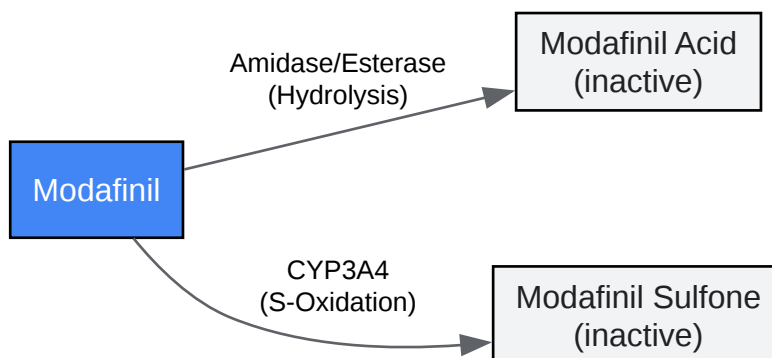 Amidase/Esterase
(Hydrolysis)
Modafinil Acid
(inactive)
Modafinil
CYP3A4
(S-Oxidation)
Modafinil Sulfone
(inactive)